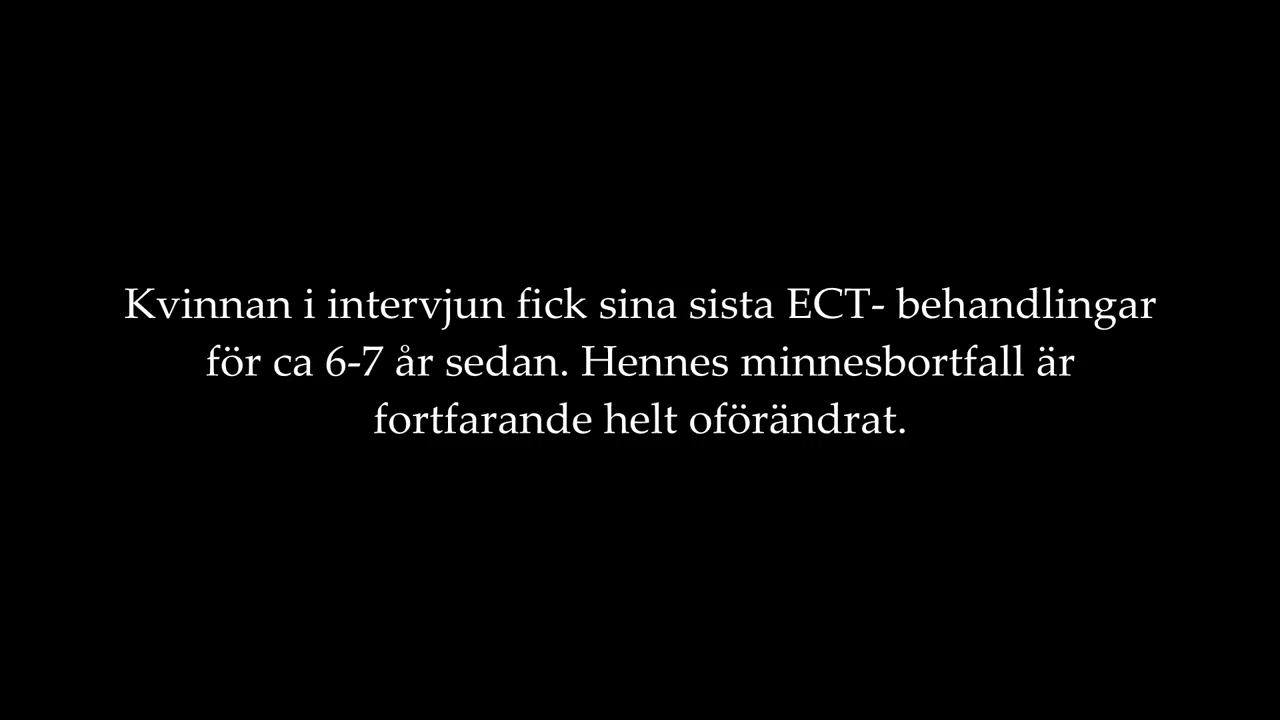 Kvinnan i intervjun fick sina sista ECT- behandlingar
för ca 6-7 år sedan. Hennes minnesbortfall är
fortfarande helt oförändrat.